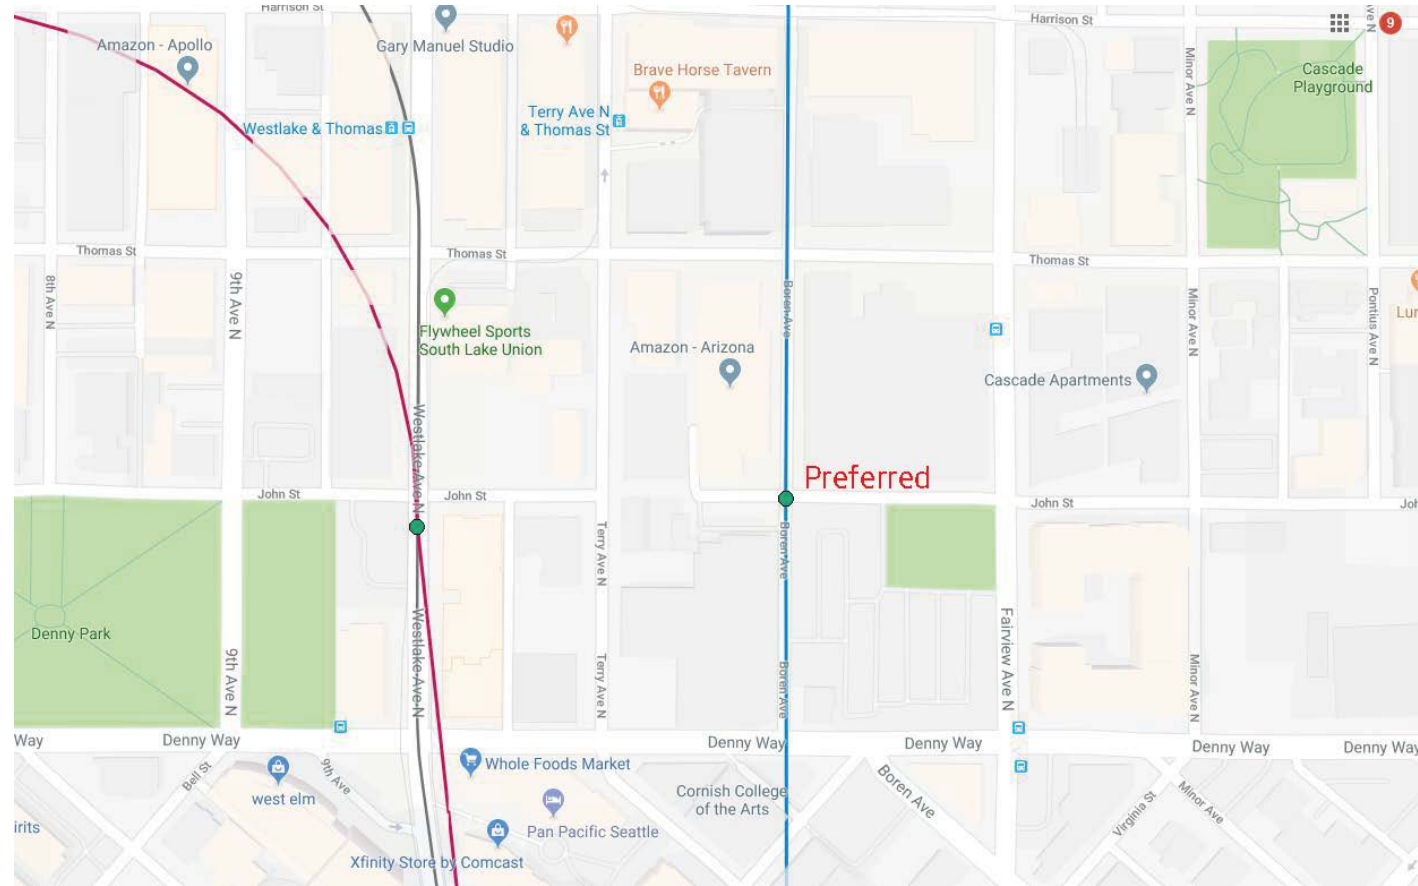 Harrison St
Harrison St
Ave N
9
Gary Manuel Studio
Amazon - Apollo
Brave Horse Tavern
Cascade
Playground
Minor Ave N
Westlake & Thomas
Terry Ave N
& Thomas St
Thomas St
Thomas St
Thomas St
8th Ave N
9th Ave N
Boren Ave
Minor Ave N
Pontius Ave N
Lur
Flywheel Sports
South Lake Union
Amazon - Arizona
Cascade Apartments
Westlake Ave N
Preferred
John St
John St
John St
Joh
Terry Ave N
Boren Ave
Denny Park
9th Ave N
Westlake Ave N
Terry Ave N
Boren Ave
Fairview Ave N
Minor Ave N
Way
Denny Way
Denny Way
Denny Way
Denny Way
Denny Way
Bell St
9th Ave
west elm
Whole Foods Market
Cornish College
of the Arts
Boren Ave
Virginia St
Minor Ave
irits
Pan Pacific Seattle
Xfinity Store by Comcast